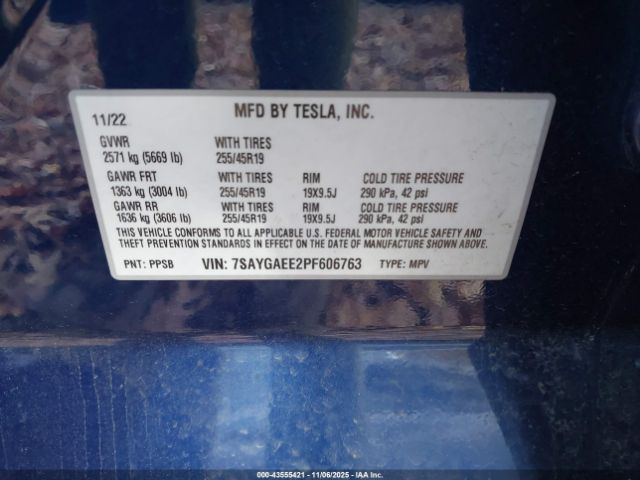 11/22 MFD BY TESLA, INC.
GVWR WITH TIRES
2571 kg (5669 lb) 255/45R19
GAWR FRT WITH TIRES RIM COLD TIRE PRESSURE
1363 kg (3004 lb) 255/45R19 19X9.5J 290 kPa, 42 psi
GAWR RR WITH TIRES RIM COLD TIRE PRESSURE
1636 kg (3606 lb) 255/45R19 19X9.5J 290 kPa, 42 psi
THIS VEHICLE CONFORMS TO ALL APPLICABLE U.S. FEDERAL MOTOR VEHICLE SAFETY AND
THEFT PREVENTION STANDARDS IN EFFECT ON THE DATE OF MANUFACTURE SHOWN ABOVE.
PNT: PPSB VIN: 7SAYGAEE2PF606763 TYPE: MPV
000-43555421 - 11/06/2025 - IAA Inc.